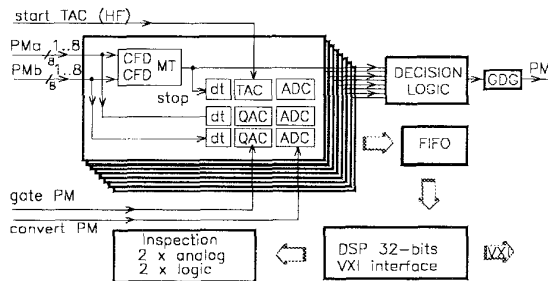 start TAC (HF)
PMa 1..8
8
PMb 1..8
8
CFD
CFD
MT
stop
dt TAC ADC
dt QAC ADC
dt QAC ADC
DECISION
LOGIC
GDG
PM
FIFO
gate PM
convert PM
Inspection
2 x analog
2 x logic
DSP 32-bits
VXI interface
VXI